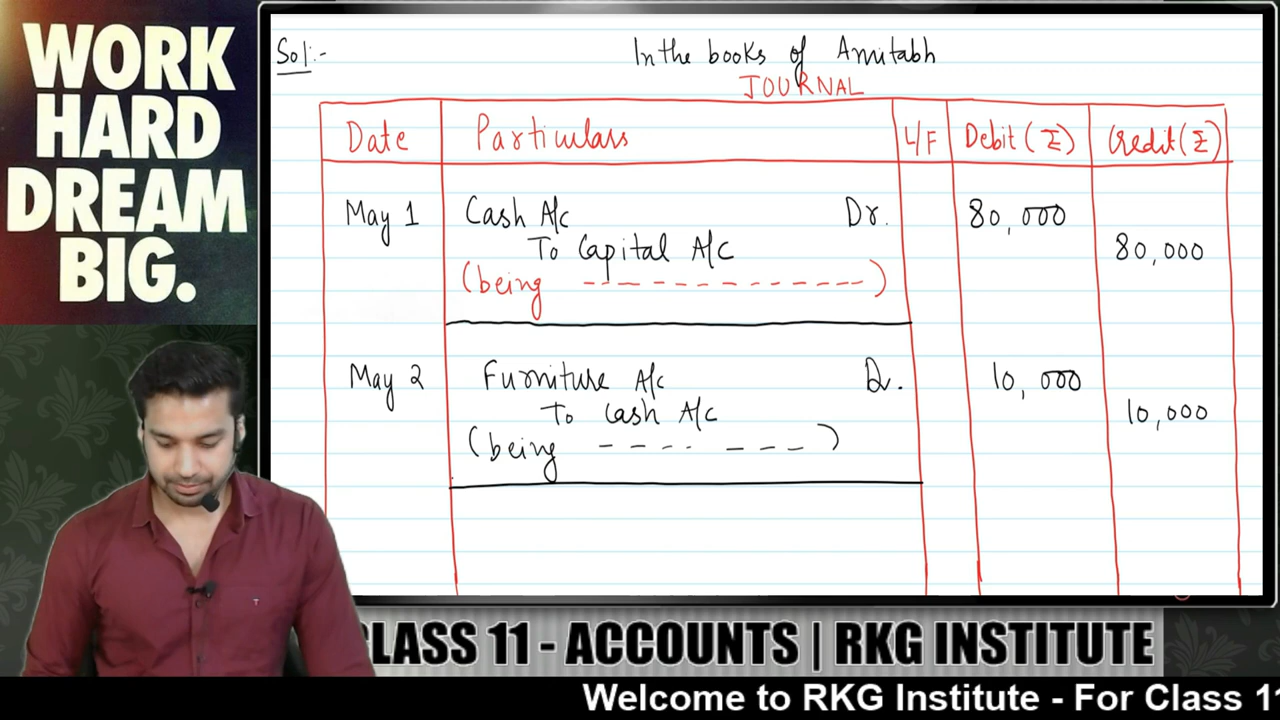 WORK
HARD
DREAM
BIG.
Sol:-
In the books of Amitabh
JOURNAL
Date Particulars L/F Debit (₹) Credit (₹)
May 1 Cash A/c Dr. 80,000
To Capital A/c 80,000
(being -------------)
May 2 Furniture A/c Dr. 10,000
To Cash A/c 10,000
(being ---- ---)
CLASS 11 - ACCOUNTS | RKG INSTITUTE
Welcome to RKG Institute - For Class 11